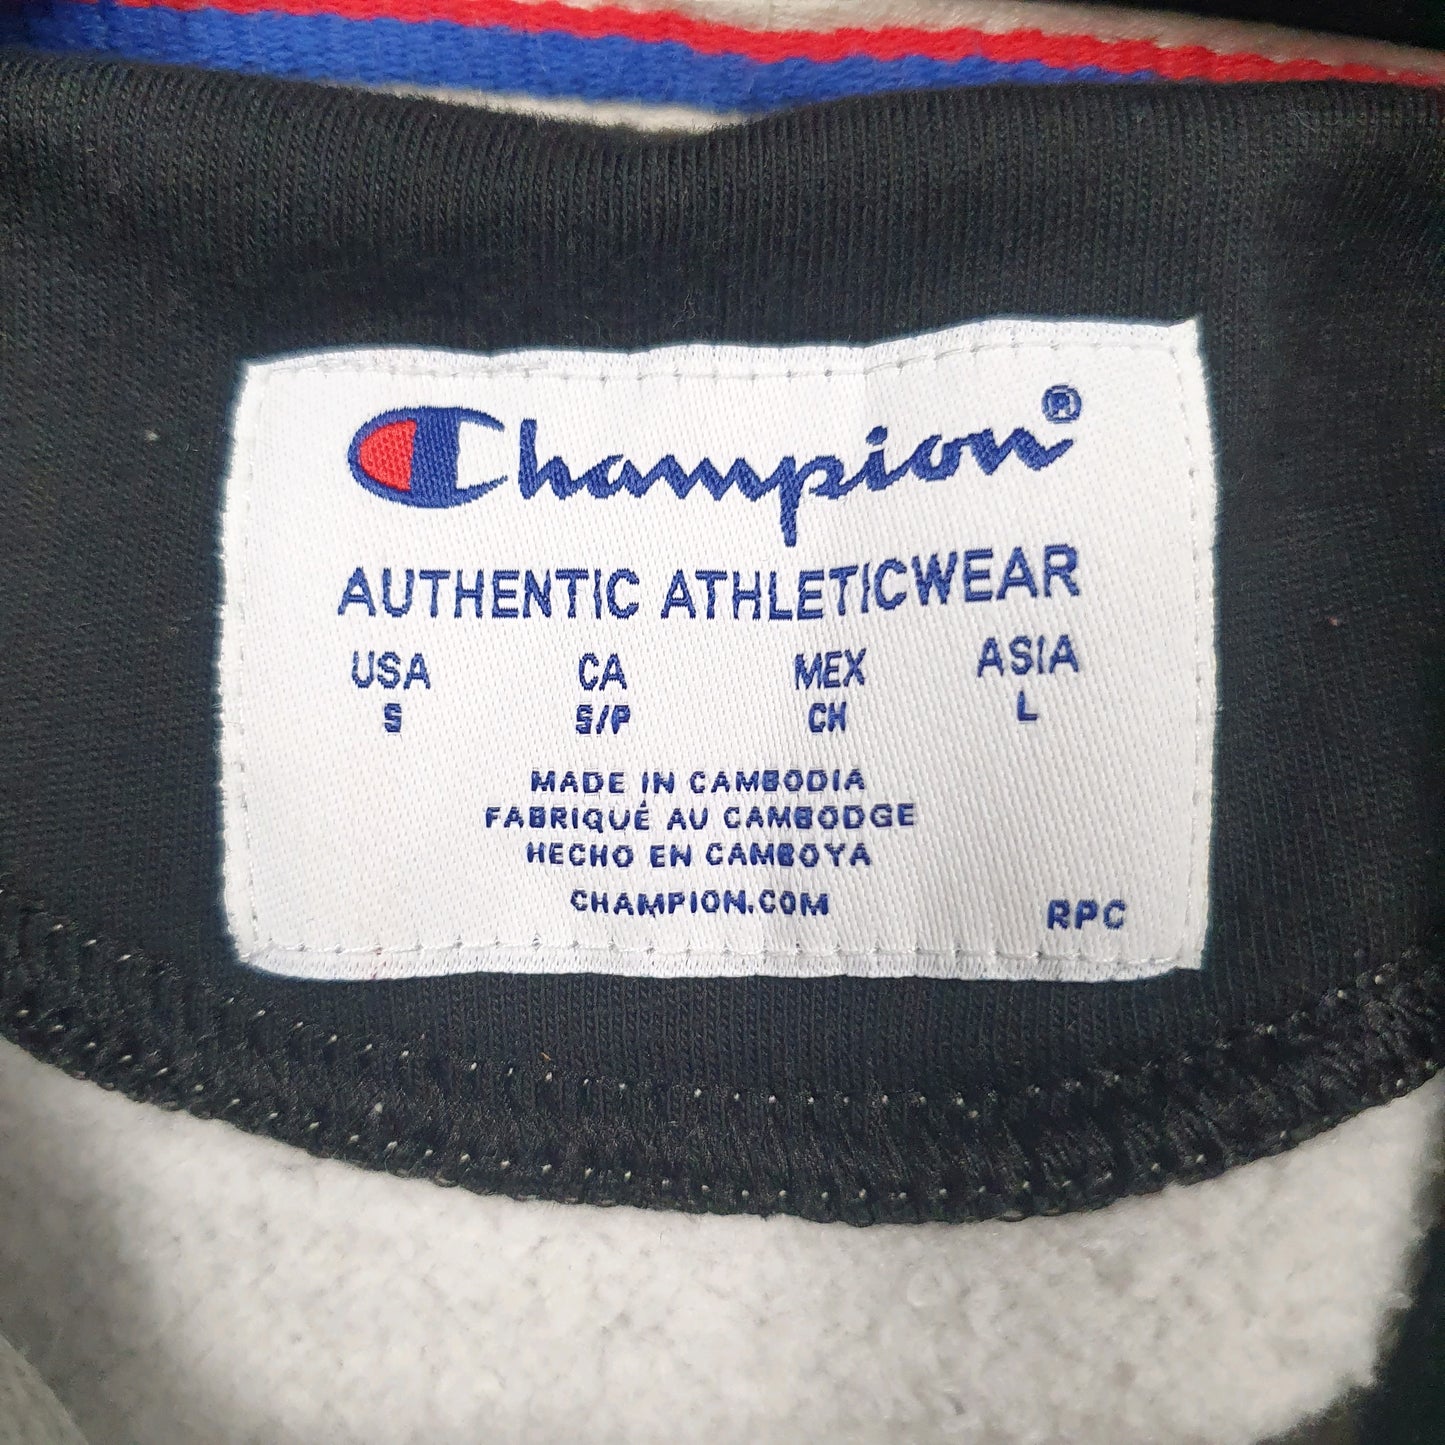 Champion®
AUTHENTIC ATHLETICWEAR
USA CA MEX ASIA
S S/P CH L
MADE IN CAMBODIA
FABRIQUÉ AU CAMBODGE
HECHO EN CAMBOYA
CHAMPION.COM
RPC